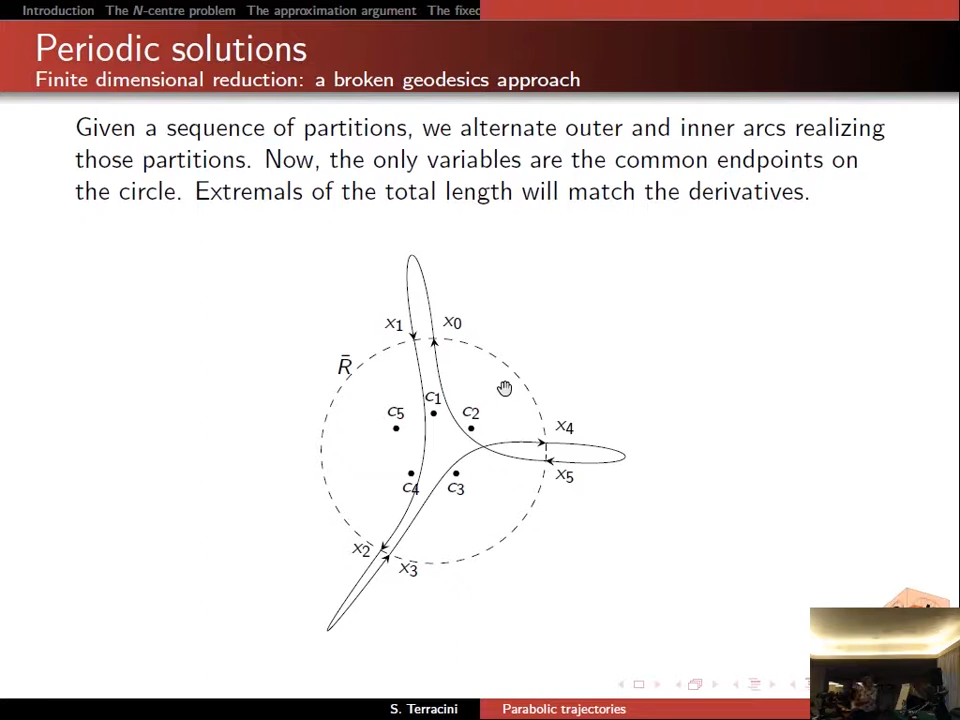 Introduction The N-centre problem The approximation argument The fixed
Periodic solutions
Finite dimensional reduction: a broken geodesics approach
Given a sequence of partitions, we alternate outer and inner arcs realizing
those partitions. Now, the only variables are the common endpoints on
the circle. Extremals of the total length will match the derivatives.
x1 x0
R̄
c1
c5 c2
x4
x5
c4 c3
x2
x3
S. Terracini Parabolic trajectories